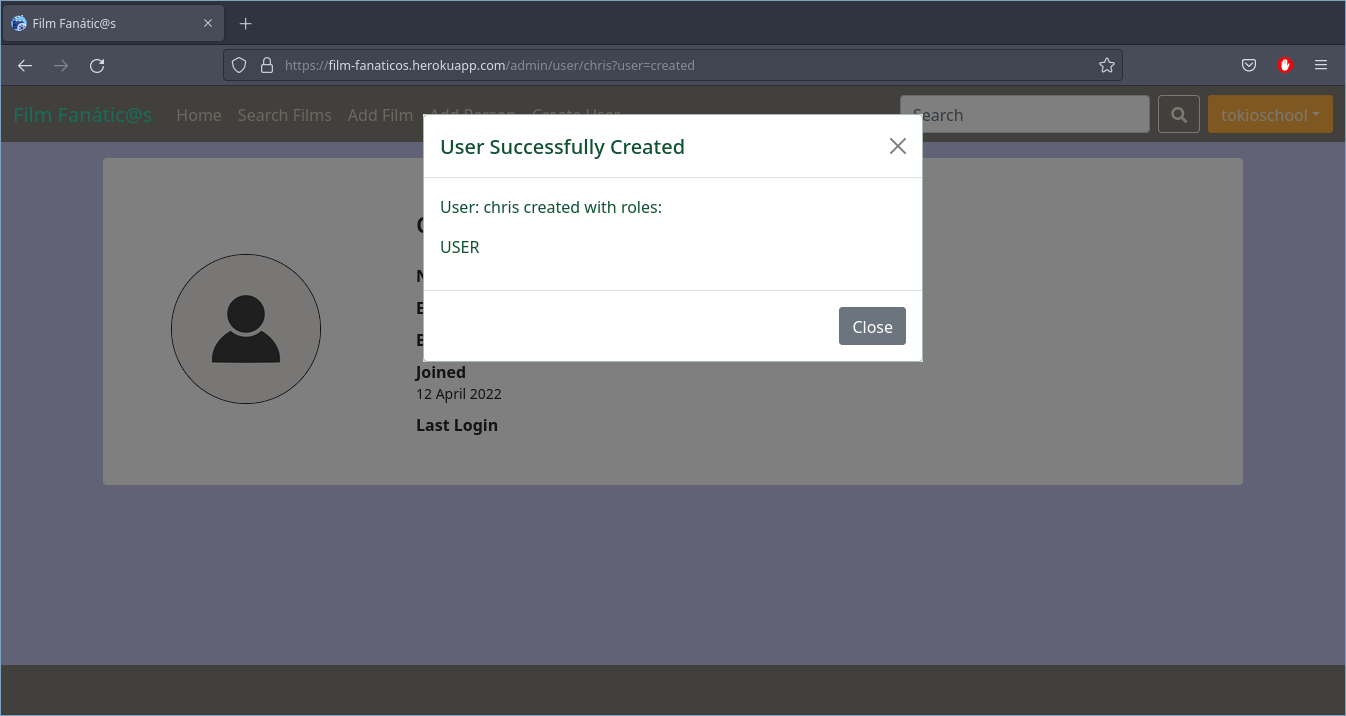 Film Fanátic@s
https://film-fanaticos.herokuapp.com/admin/user/chris?user=created
Film Fanátic@s Home Search Films Add Film Add Person Create User Search tokioschool
User Successfully Created
User: chris created with roles:
USER
Close
Joined
12 April 2022
Last Login